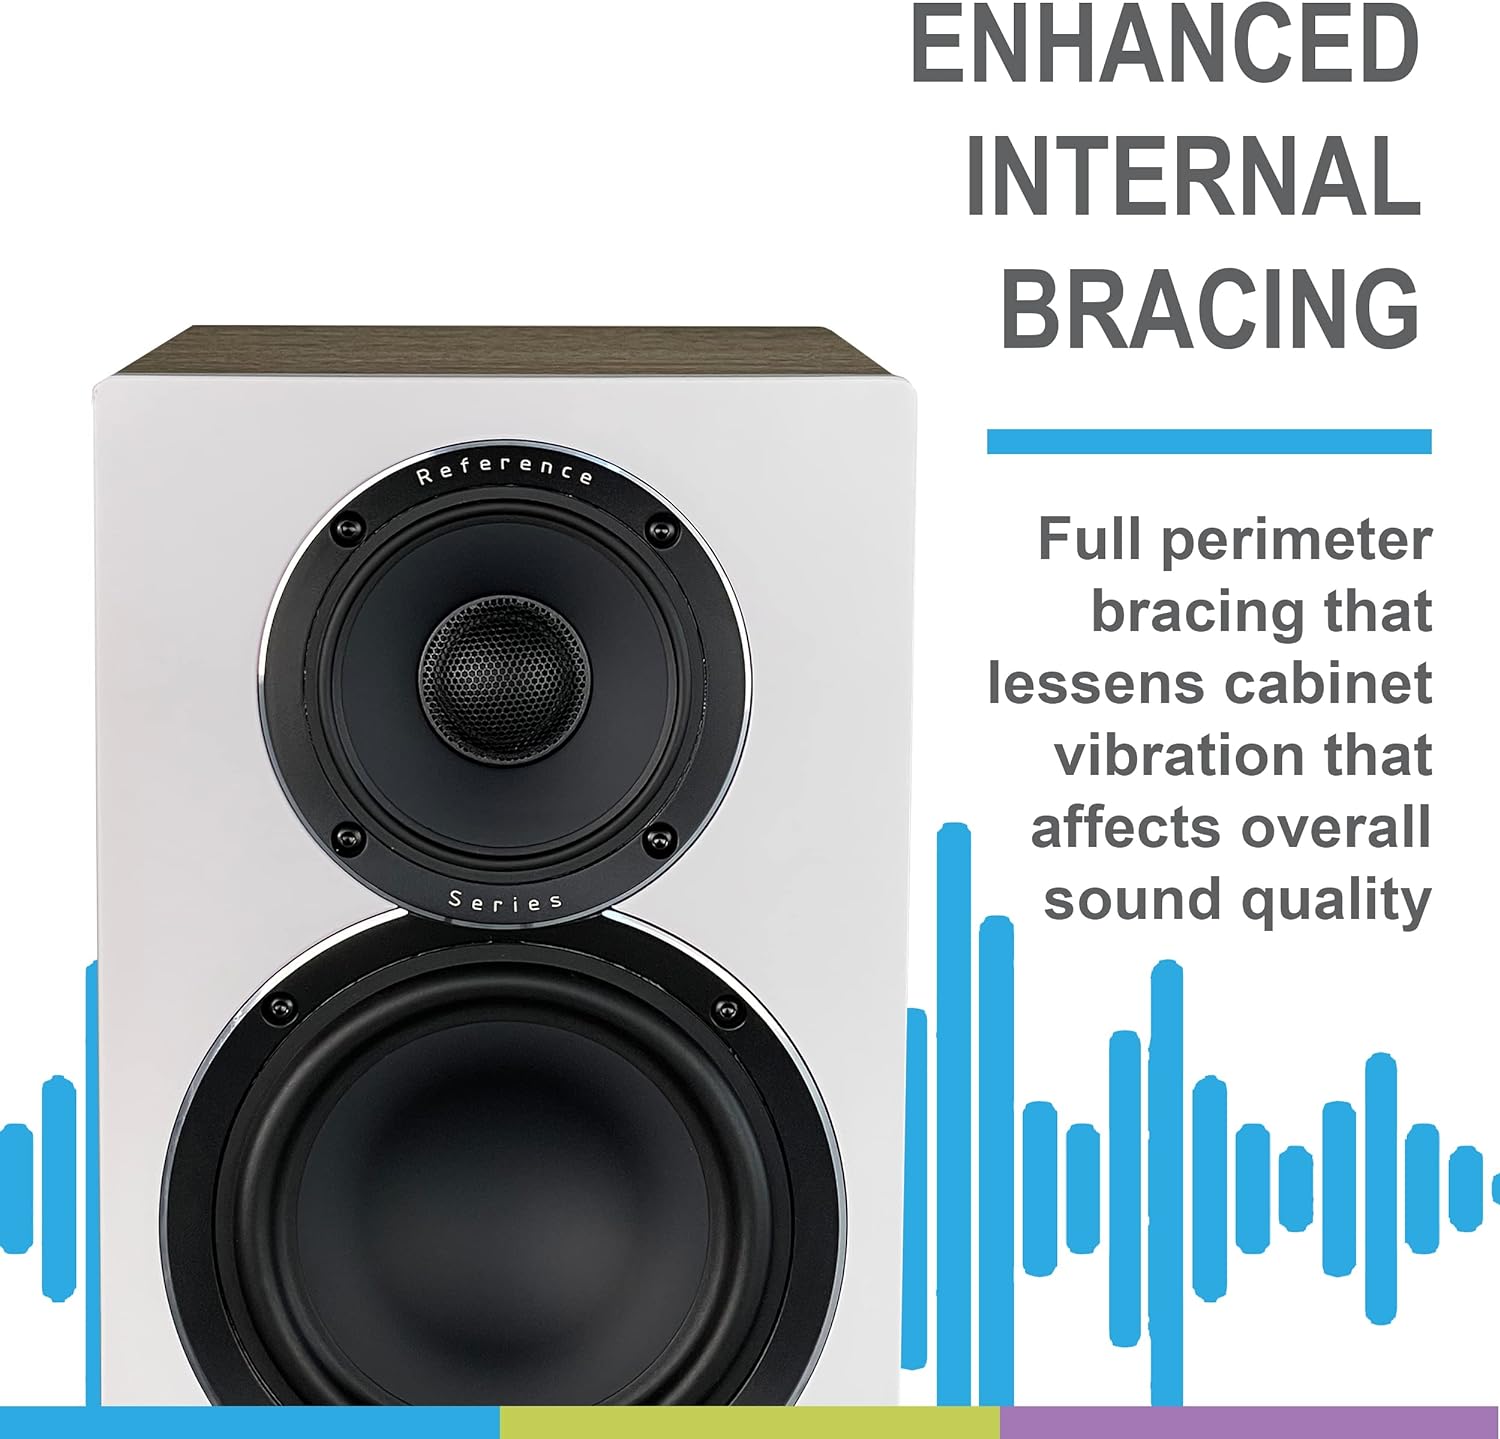 ENHANCED
INTERNAL
BRACING
Full perimeter
bracing that
lessens cabinet
vibration that
affects overall
sound quality
Reference
Series